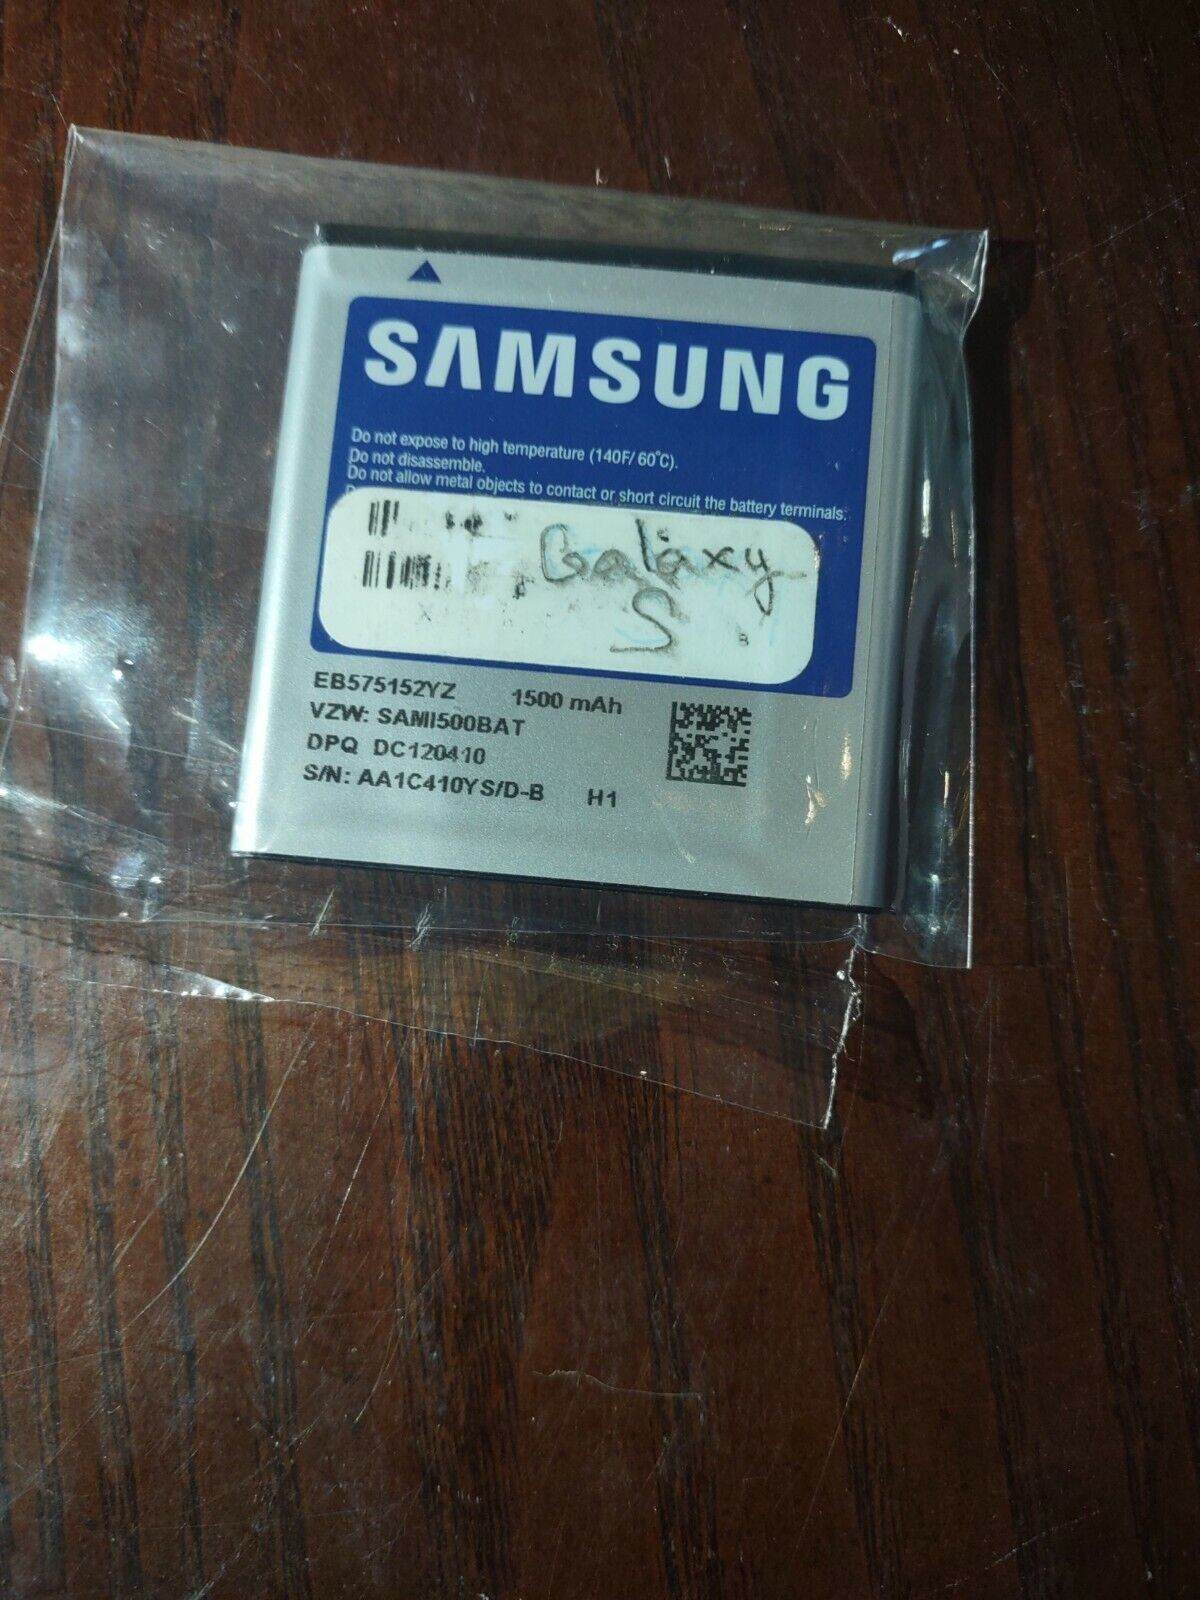 SAMSUNG
Do not expose to high temperature (140F/ 60°C).
Do not disassemble.
Do not allow metal objects to contact or short circuit the battery terminals.
Galaxy
S
EB575152YZ 1500 mAh
VZW: SAMI500BAT
DPQ DC120410
S/N: AA1C410YS/D-B H1